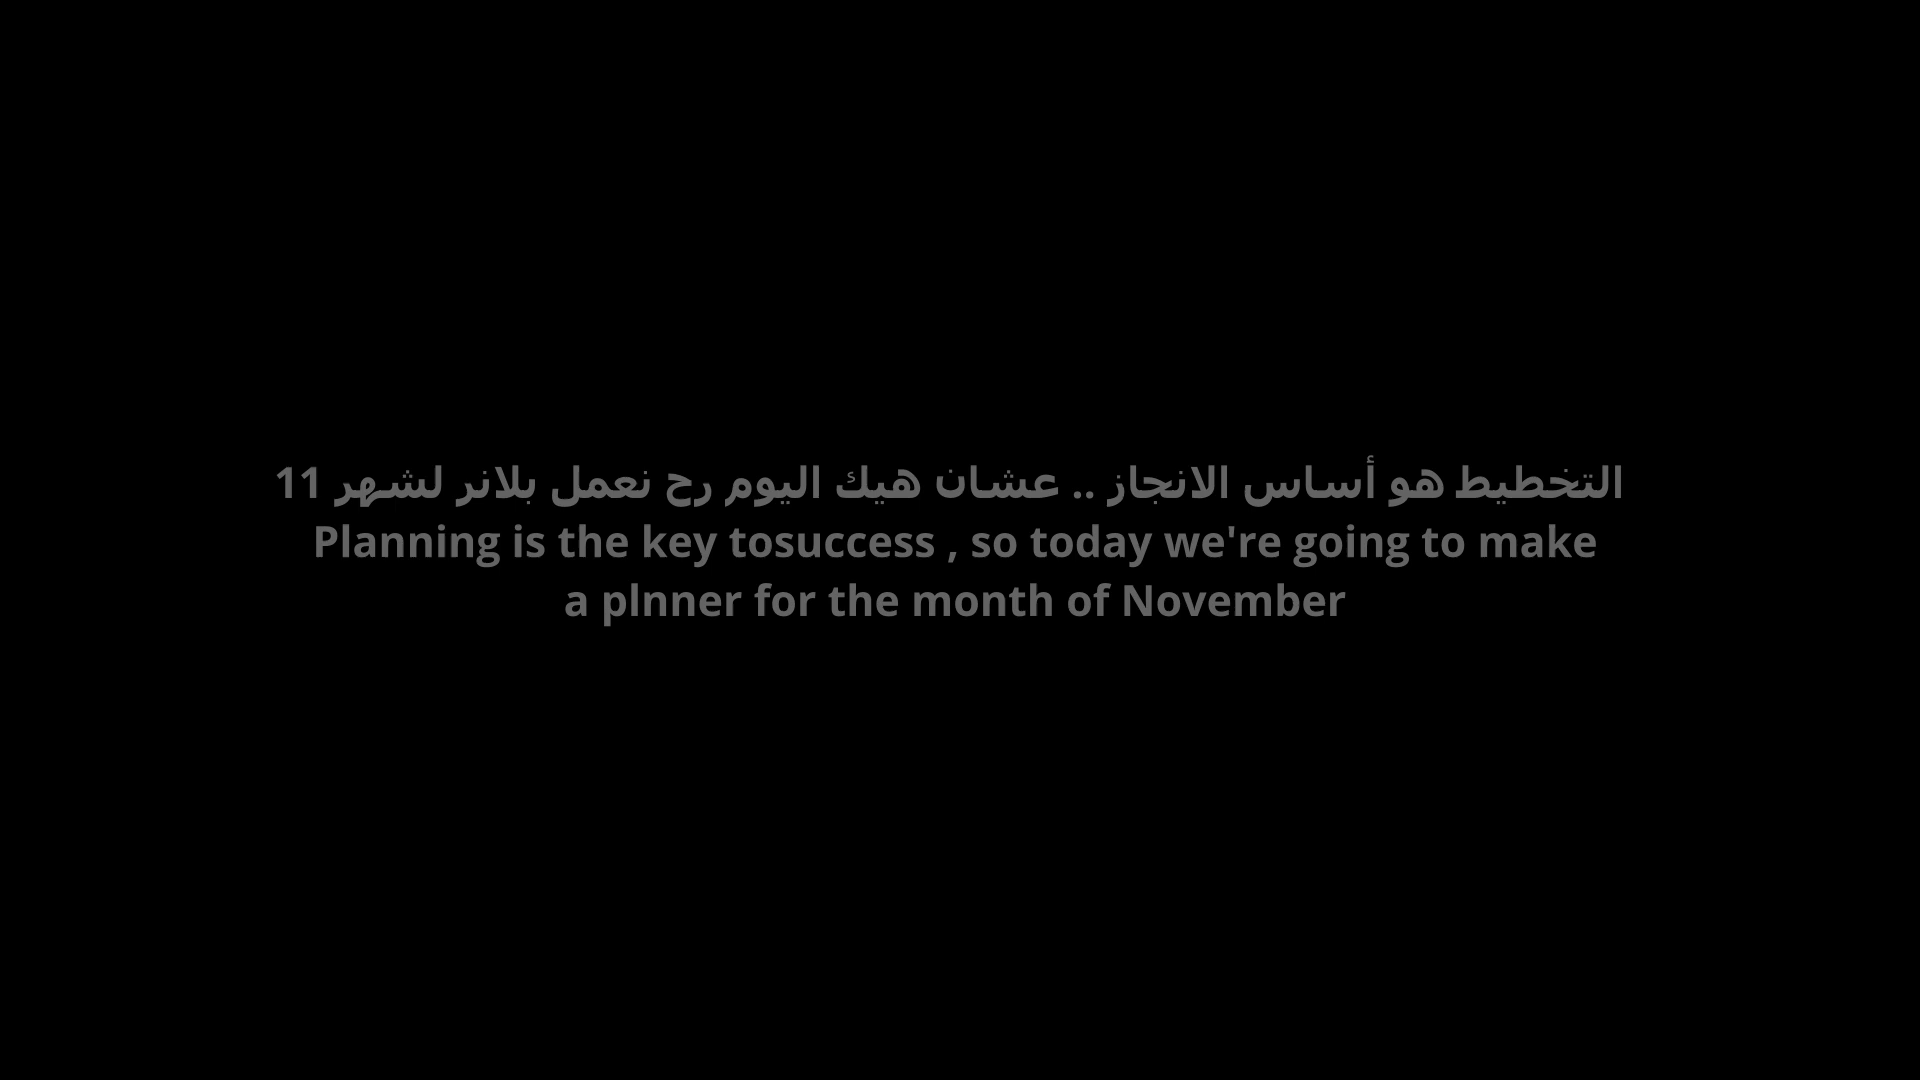 التخطيط هو أساس الانجاز .. عشان هيك اليوم رح نعمل بلانر لشهر 11
Planning is the key tosuccess , so today we're going to make
a plnner for the month of November